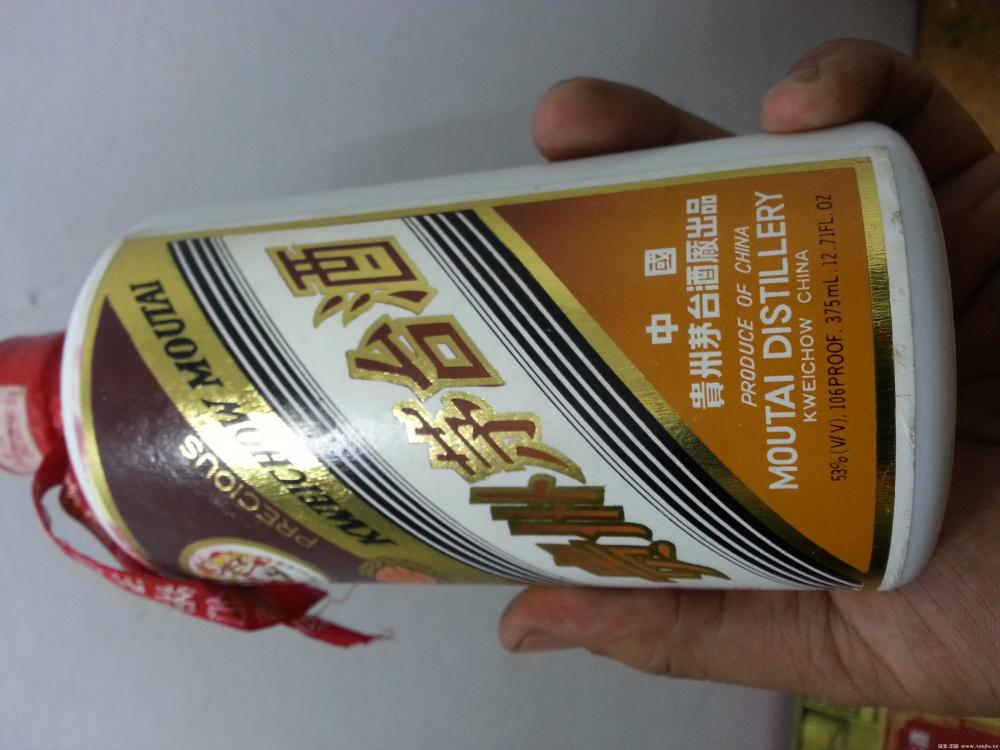 PRECIOUS
KWEICHOW MOUTAI
貴州茅台酒
中國
貴州茅台酒廠出品
PRODUCE OF CHINA
MOUTAI DISTILLERY
KWEICHOW CHINA
53%(V/V), 106PROOF. 375mL. 12.71FL.OZ